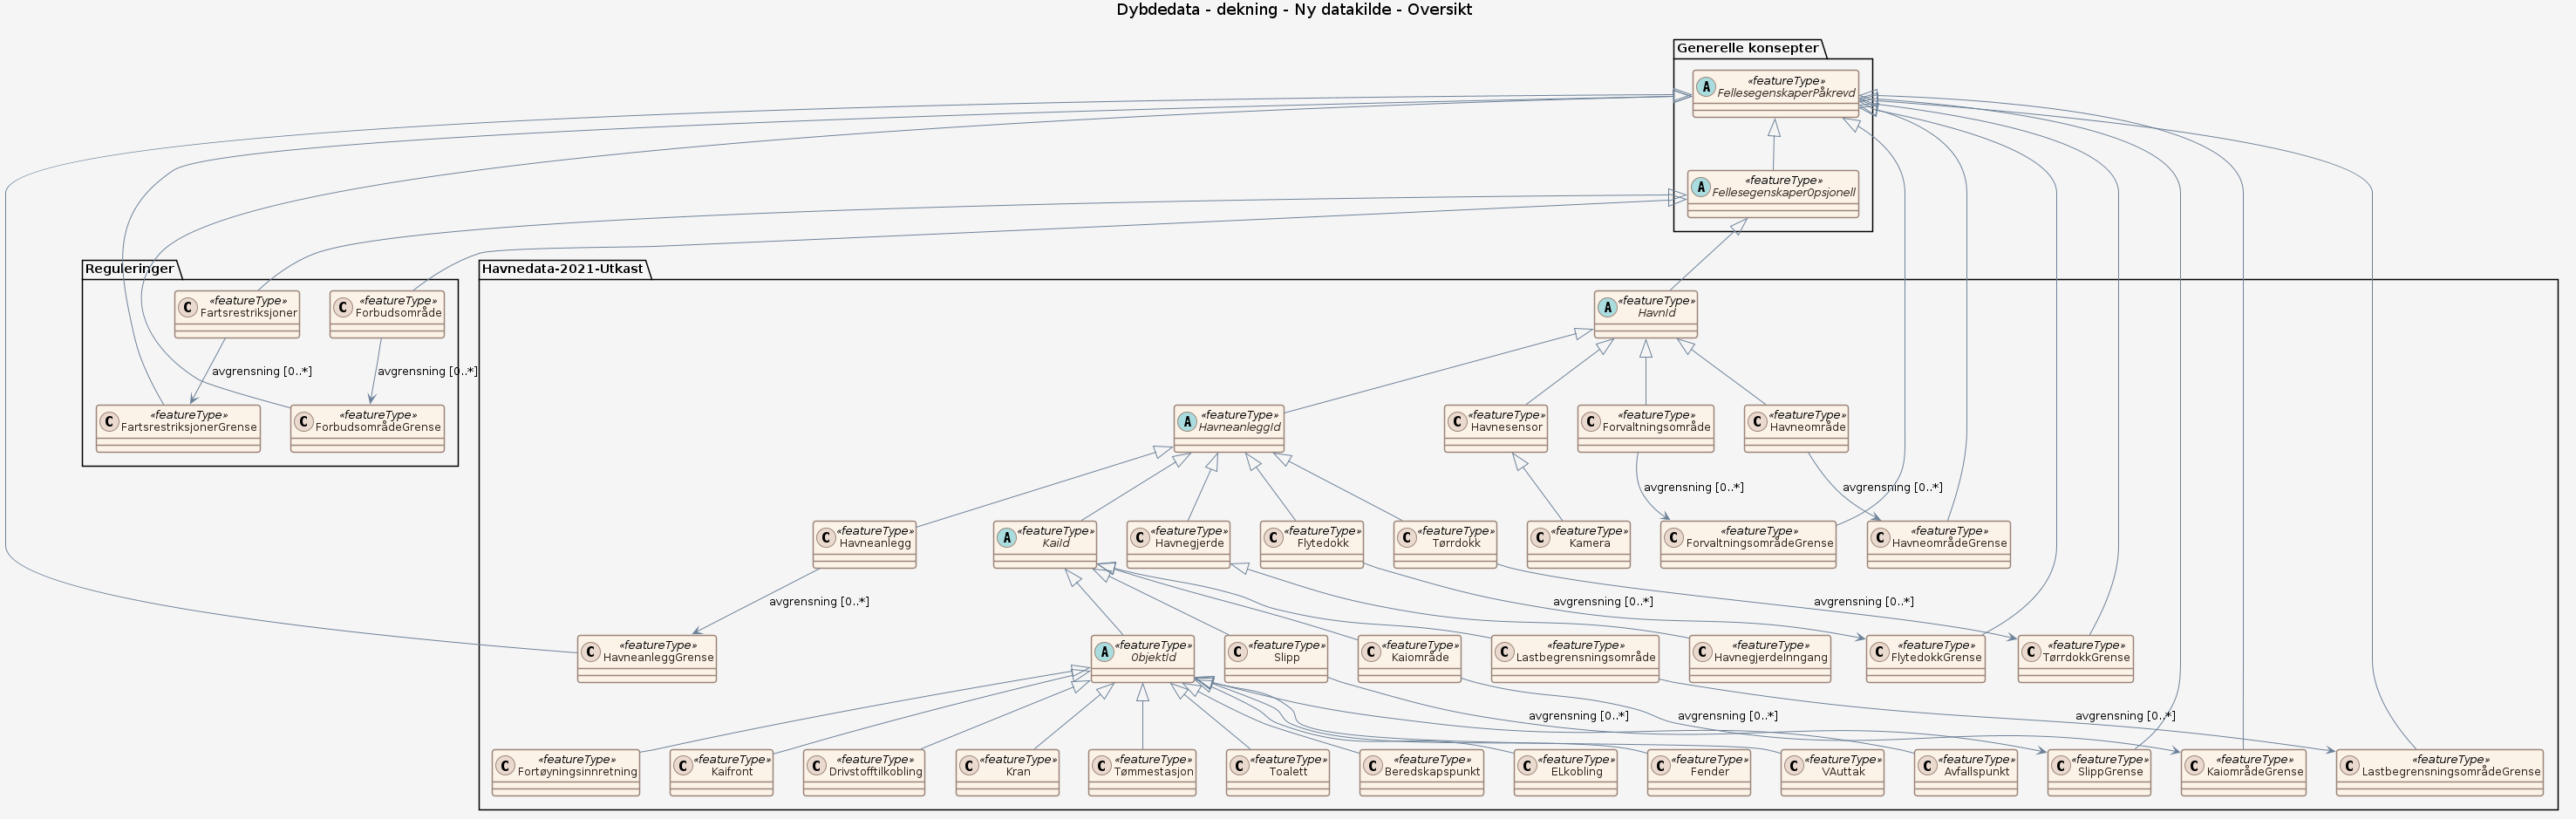 Dybdedata - dekning - Ny datakilde - Oversikt
Generelle konsepter
A «featureType»
FellesegenskaperPåkrevd
A «featureType»
FellesegenskaperOpsjonell
Reguleringer
C «featureType»
Fartsrestriksjoner
C «featureType»
Forbudsområde
avgrensning [0..*]
avgrensning [0..*]
C «featureType»
FartsrestriksjonerGrense
C «featureType»
ForbudsområdeGrense
Havnedata-2021-Utkast
A «featureType»
HavnId
A «featureType»
HavneanleggId
C «featureType»
Havnesensor
C «featureType»
Forvaltningsområde
C «featureType»
Havneområde
avgrensning [0..*]
avgrensning [0..*]
C «featureType»
Havneanlegg
A «featureType»
KaiId
C «featureType»
Havnegjerde
C «featureType»
Flytedokk
C «featureType»
Tørrdokk
C «featureType»
Kamera
C «featureType»
ForvaltningsområdeGrense
C «featureType»
HavneområdeGrense
avgrensning [0..*]
avgrensning [0..*]
avgrensning [0..*]
C «featureType»
HavneanleggGrense
A «featureType»
ObjektId
C «featureType»
Slipp
C «featureType»
Kaiområde
C «featureType»
Lastbegrensningsområde
C «featureType»
HavnegjerdeInngang
C «featureType»
FlytedokkGrense
C «featureType»
TørrdokkGrense
avgrensning [0..*]
avgrensning [0..*]
avgrensning [0..*]
C «featureType»
Fortøyningsinnretning
C «featureType»
Kaifront
C «featureType»
Drivstofftilkobling
C «featureType»
Kran
C «featureType»
Tømmestasjon
C «featureType»
Toalett
C «featureType»
Beredskapspunkt
C «featureType»
ELkobling
C «featureType»
Fender
C «featureType»
VAuttak
C «featureType»
Avfallspunkt
C «featureType»
SlippGrense
C «featureType»
KaiområdeGrense
C «featureType»
LastbegrensningsområdeGrense